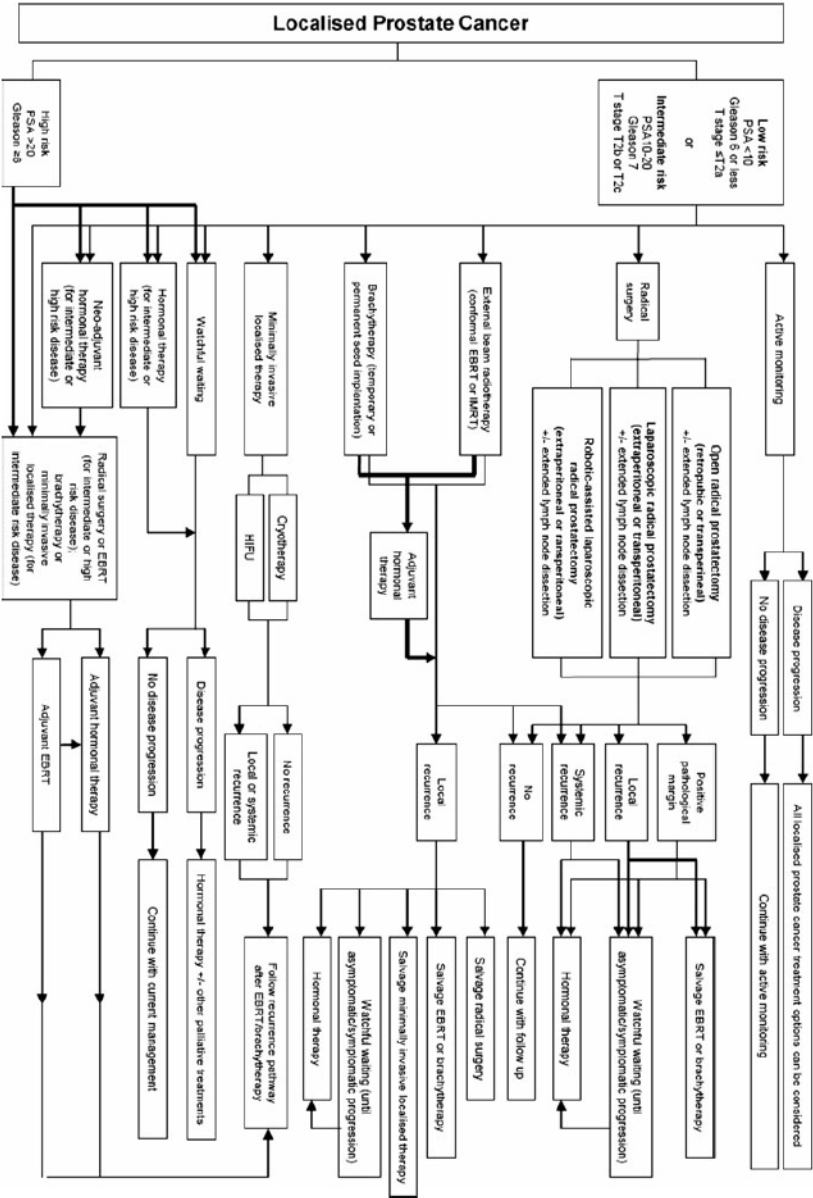 Localised Prostate Cancer
Low risk
PSA <10
Gleason 6 or less
T stage ≤T2a
or
Intermediate risk
PSA10-20
Gleason 7
T stage T2b or T2c
High risk
PSA >20
Gleason ≥8
Active monitoring
Radical
surgery
External beam radiotherapy
(conformal EBRT or IMRT)
Brachytherapy (temporary or
permanent seed implantation)
Minimally invasive
localised therapy
Watchful waiting
Hormonal therapy
(for intermediate or
high risk disease)
Neo-adjuvant
hormonal therapy
(for intermediate or
high risk disease)
Open radical prostatectomy
(retropubic or transperineal)
+/- extended lymph node dissection
Laparoscopic radical prostatectomy
(extraperitoneal or transperitoneal)
+/- extended lymph node dissection
Robotic-assisted laparoscopic
radical prostatectomy
(extraperitoneal or ransperitoneal)
+/- extended lymph node dissection
Adjuvant
hormonal
therapy
Cryotherapy
HIFU
Radical surgery or EBRT
(for intermediate or high
risk disease);
brachytherapy or
minimally invasive
localised therapy (for
intermediate risk disease)
Disease progression
No disease progression
Positive
pathological
margin
Local
recurrence
Systemic
recurrence
No
recurrence
Local
recurrence
No recurrence
Local or systemic
recurrence
Disease progression
No disease progression
Adjuvant hormonal therapy
Adjuvant EBRT
All localised prostate cancer treatment options can be considered
Continue with active monitoring
Salvage EBRT or brachytherapy
Watchful waiting (until
asymptomatic/symptomatic progression)
Hormonal therapy
Continue with follow up
Salvage radical surgery
Salvage EBRT or brachytherapy
Salvage minimally invasive localised therapy
Watchful waiting (until
asymptomatic/symptomatic progression)
Hormonal therapy
Follow recurrence pathway
after EBRT/brachytherapy
Hormonal therapy +/- other palliative treatments
Continue with current management